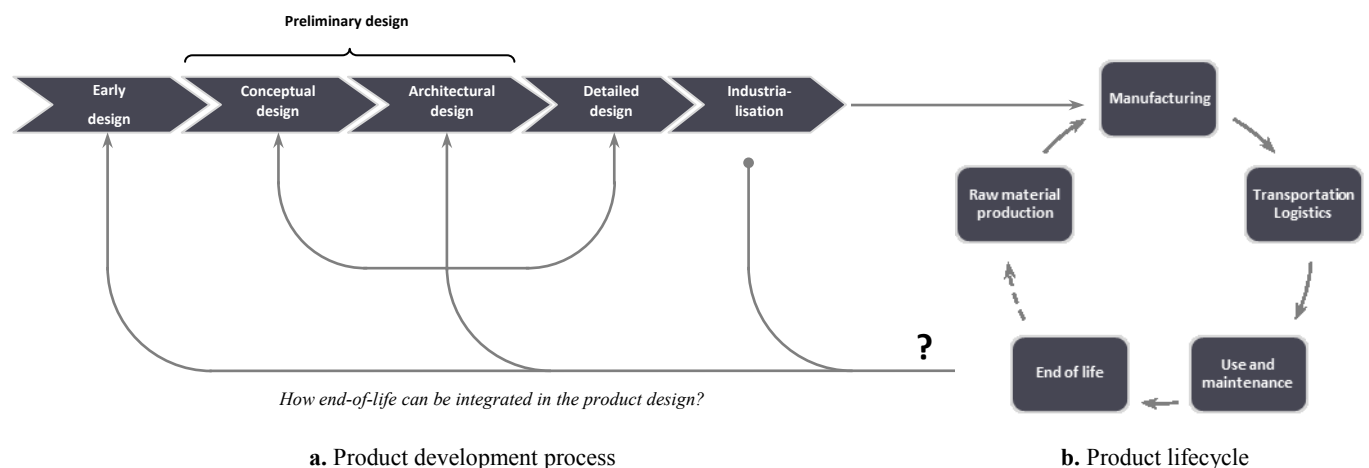 Preliminary design
Early
design
Conceptual
design
Architectural
design
Detailed
design
Industria-
lisation
Manufacturing
Raw material
production
Transportation
Logistics
?
End of life
Use and
maintenance
How end-of-life can be integrated in the product design?
a. Product development process
b. Product lifecycle